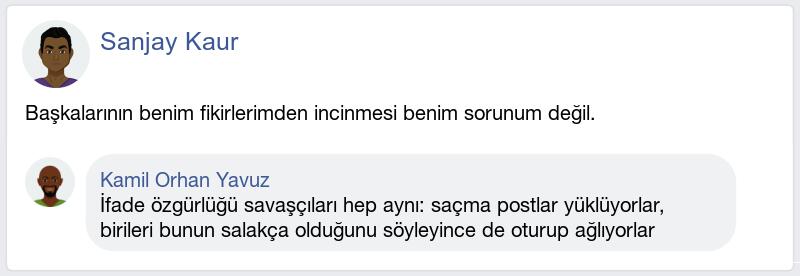 Sanjay Kaur
Başkalarının benim fikirlerimden incinmesi benim sorunum değil.
Kamil Orhan Yavuz
İfade özgürlüğü savaşçıları hep aynı: saçma postlar yüklüyorlar,
birileri bunun salakça olduğunu söyleyince de oturup ağlıyorlar